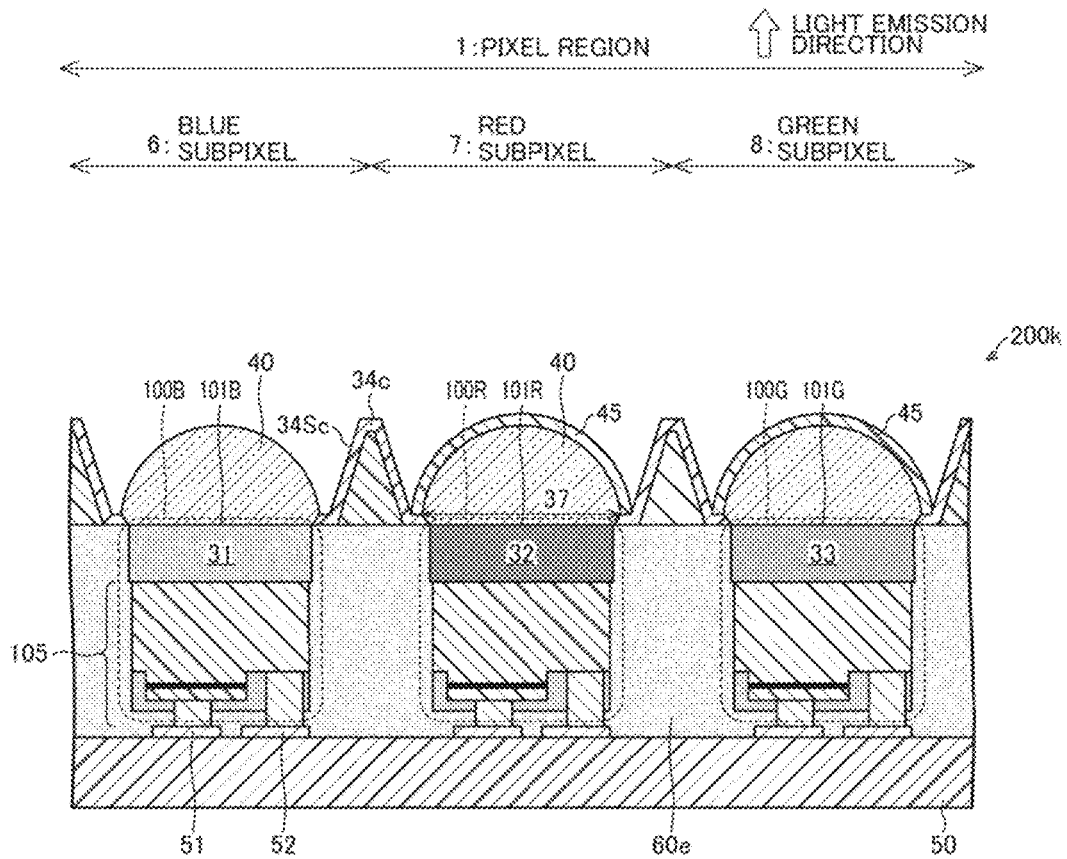 LIGHT EMISSION
DIRECTION
1:PIXEL REGION
6: BLUE SUBPIXEL
7: RED SUBPIXEL
8: GREEN SUBPIXEL
200k
40
34c
40
100B
101B
34Sc
100R
101R
45
100G
101G
45
37
31
32
33
105
51
52
60e
50